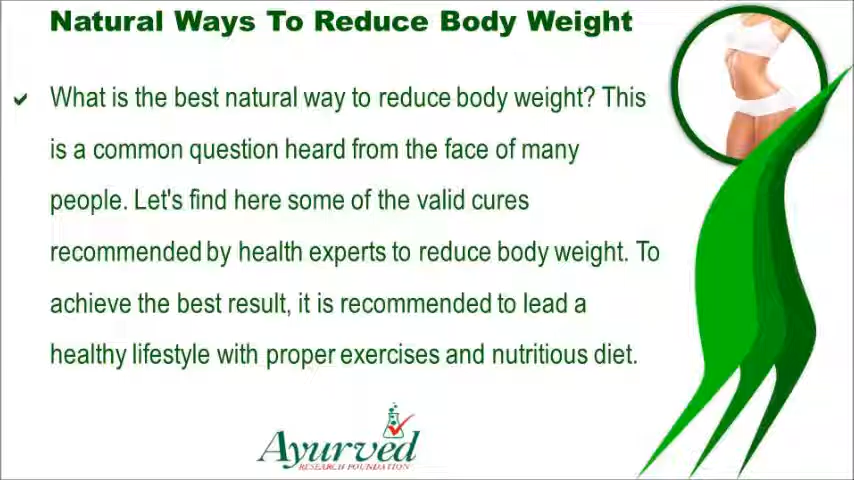 Natural Ways To Reduce Body Weight
What is the best natural way to reduce body weight? This
is a common question heard from the face of many
people. Let's find here some of the valid cures
recommended by health experts to reduce body weight. To
achieve the best result, it is recommended to lead a
healthy lifestyle with proper exercises and nutritious diet.
Ayurved
RESEARCH FOUNDATION